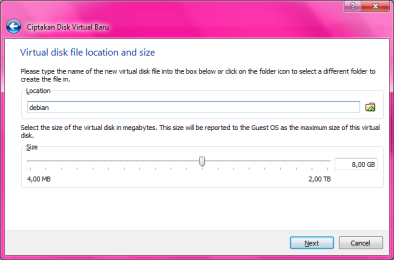 Ciptakan Disk Virtual Baru
Virtual disk file location and size
Please type the name of the new virtual disk file into the box below or click on the folder icon to select a different folder to
create the file in.
Location
debian
Select the size of the virtual disk in megabytes. This size will be reported to the Guest OS as the maximum size of this virtual
disk.
Size
8,00 GB
4,00 MB 2,00 TB
Next Cancel